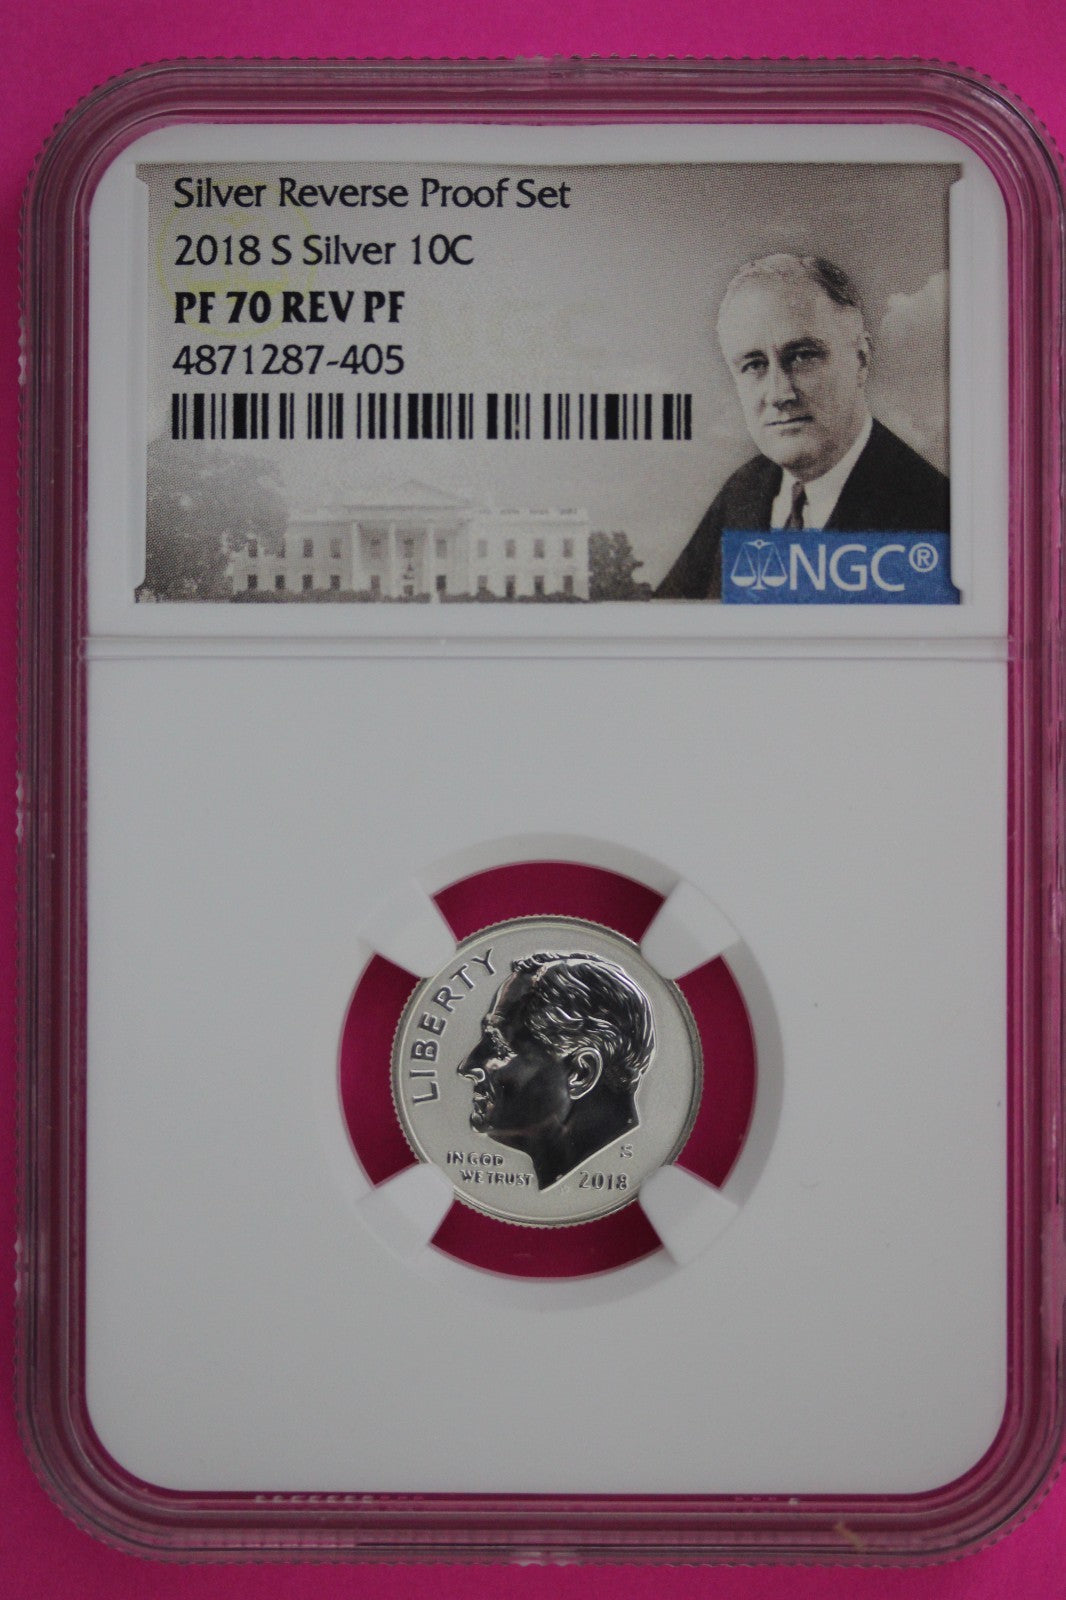 Silver Reverse Proof Set
2018 S Silver 10C
PF 70 REV PF
4871287-405
NGC®
LIBERTY
IN GOD
WE TRUST
S
2018